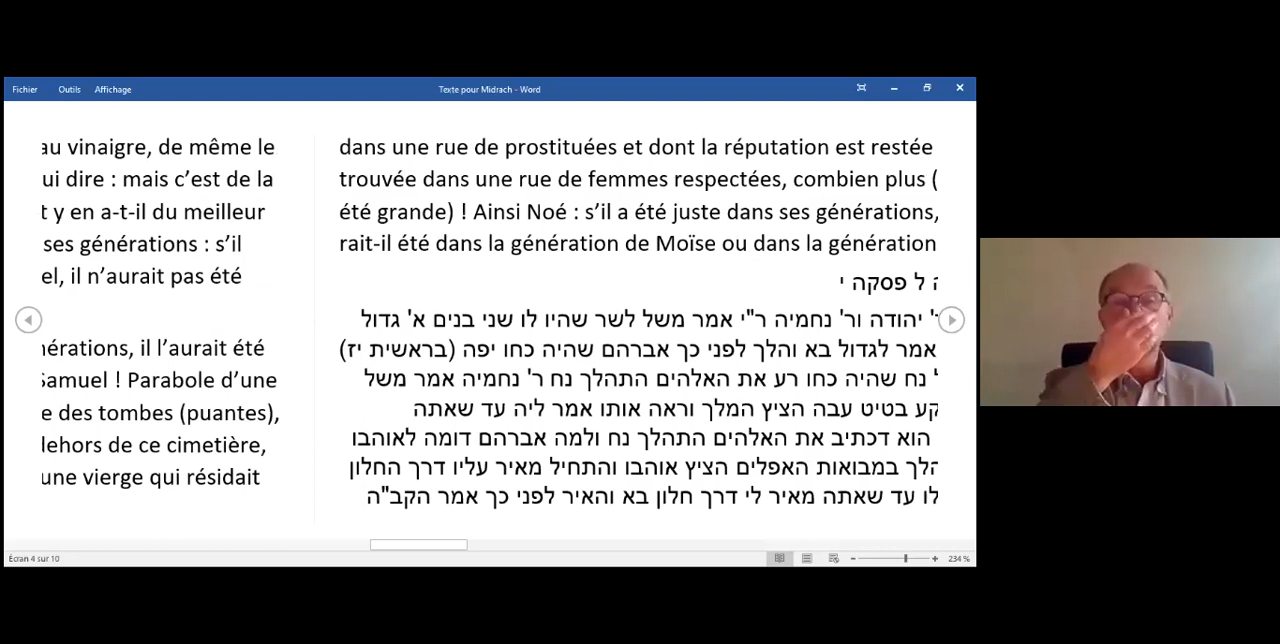 Fichier Outils Affichage Texte pour Midrach - Word
au vinaigre, de même le
ui dire : mais c’est de la
t y en a-t-il du meilleur
ses générations : s’il
el, il n’aurait pas été
nérations, il l’aurait été
Samuel ! Parabole d’une
e des tombes (puantes),
dehors de ce cimetière,
une vierge qui résidait
dans une rue de prostituées et dont la réputation est restée
trouvée dans une rue de femmes respectées, combien plus (
été grande) ! Ainsi Noé : s’il a été juste dans ses générations,
rait-il été dans la génération de Moïse ou dans la génération
ל פסקה י
יהודה ור' נחמיה ר"י אמר משל לשר שהיו לו שני בנים א' גדול
אמר לגדול בא והלך לפני כך אברהם שהיה כחו יפה (בראשית יז)
נח שהיה כחו רע את האלהים התהלך נח ר' נחמיה אמר משל
קע בטיט עבה הציץ המלך וראה אותו אמר ליה עד שאתה
הוא דכתיב את האלהים התהלך נח ולמה אברהם דומה לאוהבו
הלך במבואות האפלים הציץ אוהבו והתחיל מאיר עליו דרך החלון
לו עד שאתה מאיר לי דרך חלון בא והאיר לפני כך אמר הקב"ה
Écran 4 sur 10 234 %